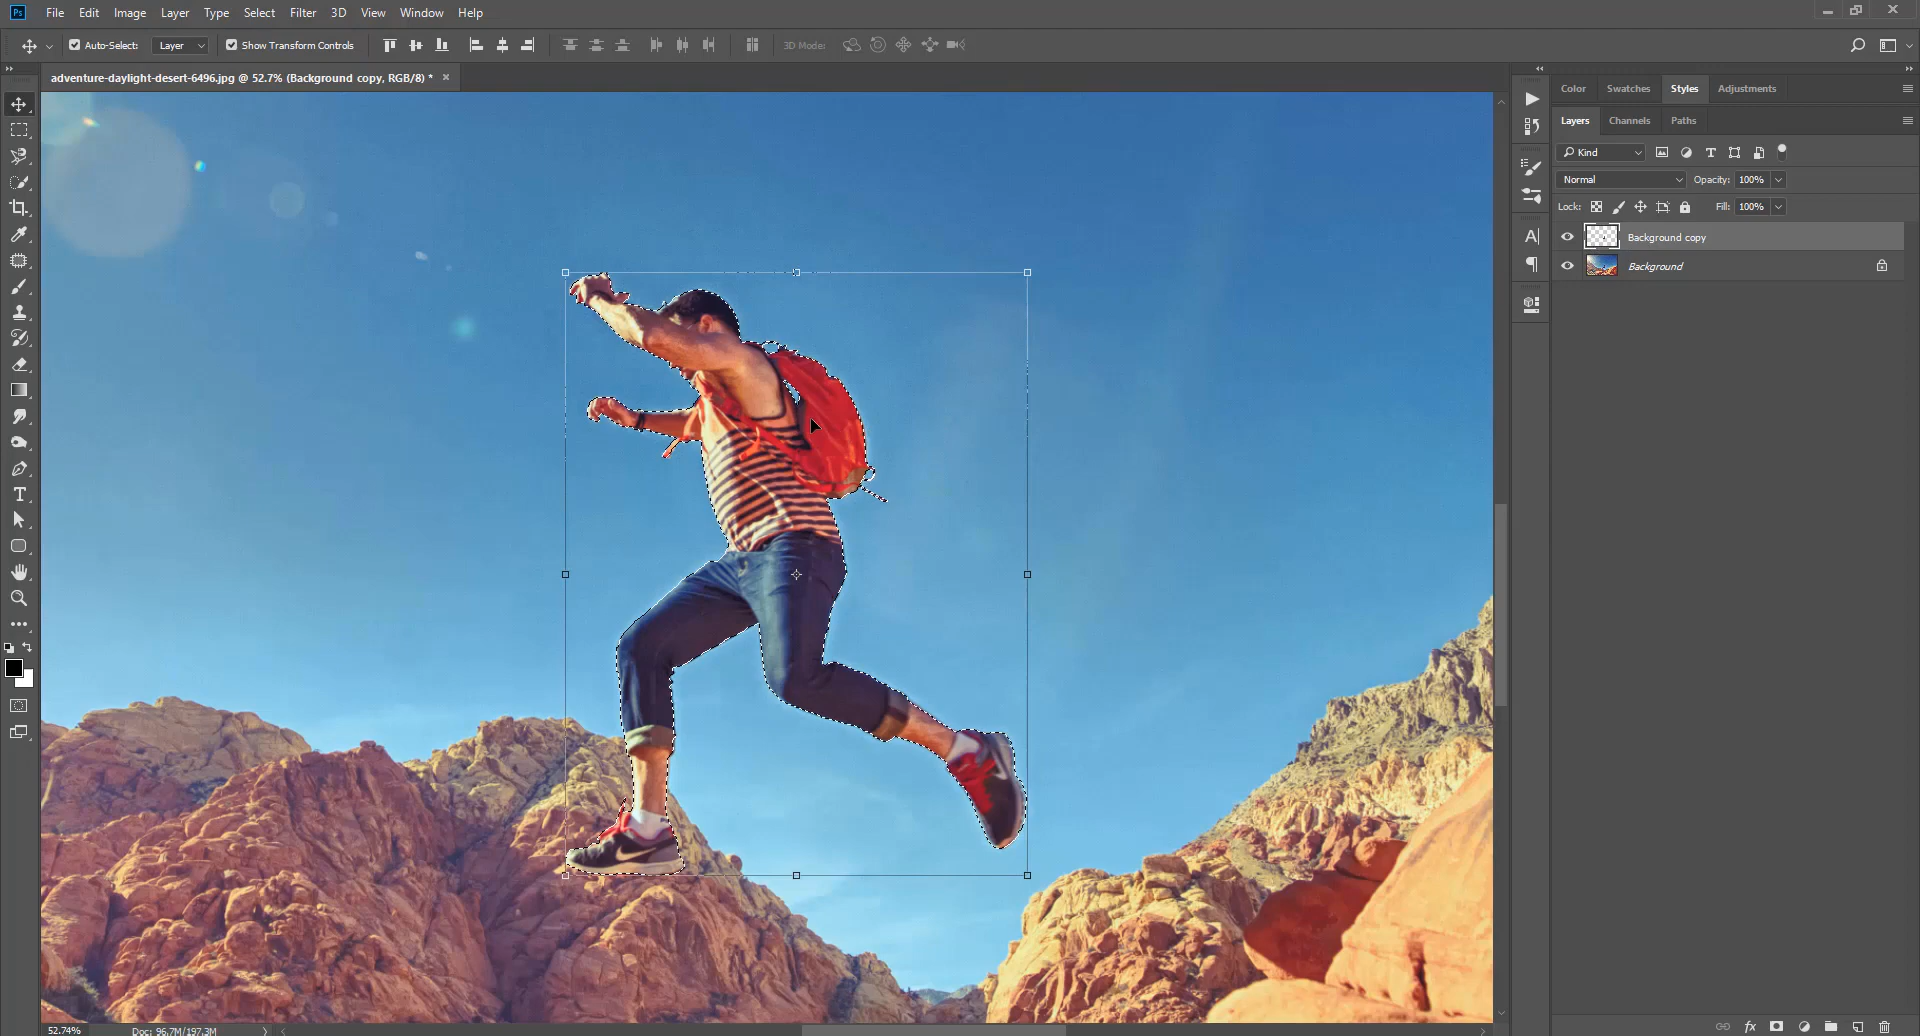 Ps File Edit Image Layer Type Select Filter 3D View Window Help
Auto-Select: Layer Show Transform Controls 3D Mode:
adventure-daylight-desert-6496.jpg @ 52.7% (Background copy, RGB/8) * ×
Color Swatches Styles Adjustments
Layers Channels Paths
Kind
Normal Opacity: 100%
Lock: Fill: 100%
Background copy
Background
52.74% Doc: 96.7M/197.3M
fx